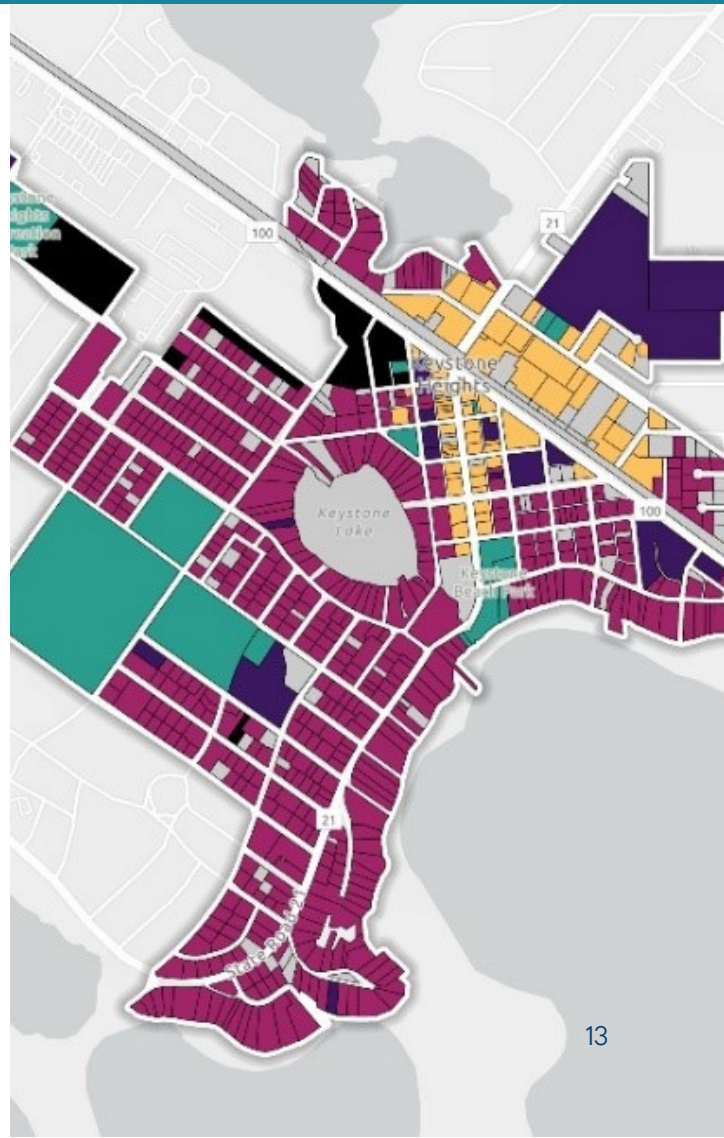 21
100
Keystone
Heights
Keystone
Lake
100
Keystone
Beach Park
21
State Road 21
13